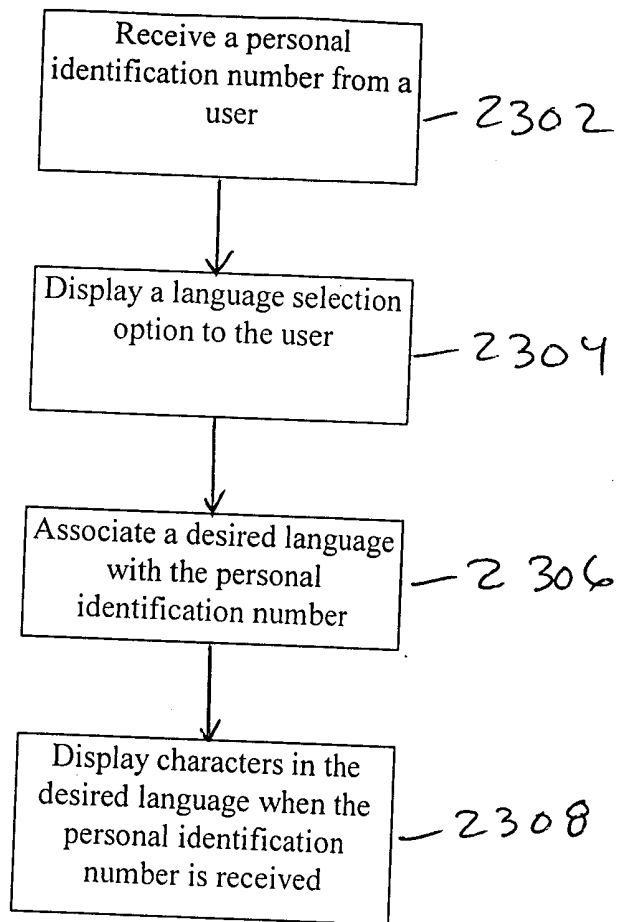 Receive a personal
identification number from a
user
2302
Display a language selection
option to the user
2304
Associate a desired language
with the personal
identification number
2306
Display characters in the
desired language when the
personal identification
number is received
2308